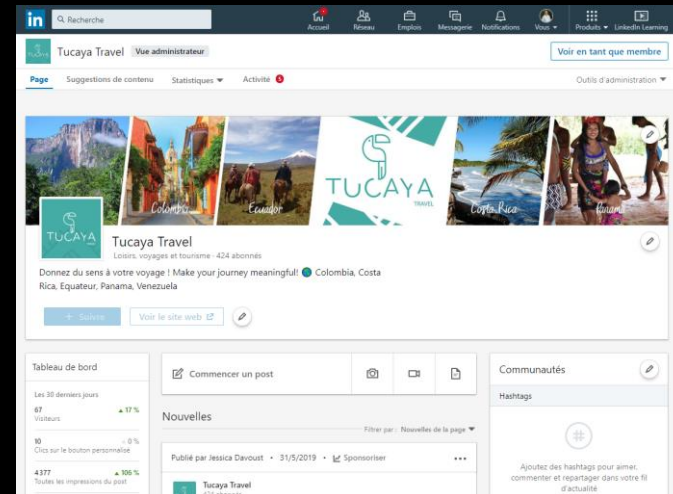 in
Recherche
Accueil
Réseau
Emplois
Messagerie
Notifications
Vous
Produits
LinkedIn Learning
TUCAYA
Tucaya Travel
Vue administrateur
Voir en tant que membre
Page
Suggestions de contenu
Statistiques
Activité
Outils d'administration
Colombia
Ecuador
TUCAYA
TRAVEL
Costa Rica
Panama
TUCAYA
Tucaya Travel
Loisirs, voyages et tourisme · 424 abonnés
Donnez du sens à votre voyage ! Make your journey meaningful! Colombia, Costa
Rica, Equateur, Panama, Venezuela
+ Suivre
Voir le site web
Tableau de bord
Les 30 derniers jours
67
▲ 17 %
Visiteurs
10
0 %
Clics sur le bouton personnalisé
4 377
▲ 106 %
Toutes les impressions du post
Commencer un post
Nouvelles
Filtrer par : Nouvelles de la page
Publié par Jessica Davoust • 31/5/2019 • Sponsoriser
Tucaya Travel
424 abonnés
Communautés
Hashtags
#
Ajoutez des hashtags pour aimer,
commenter et repartager dans votre fil
d'actualité